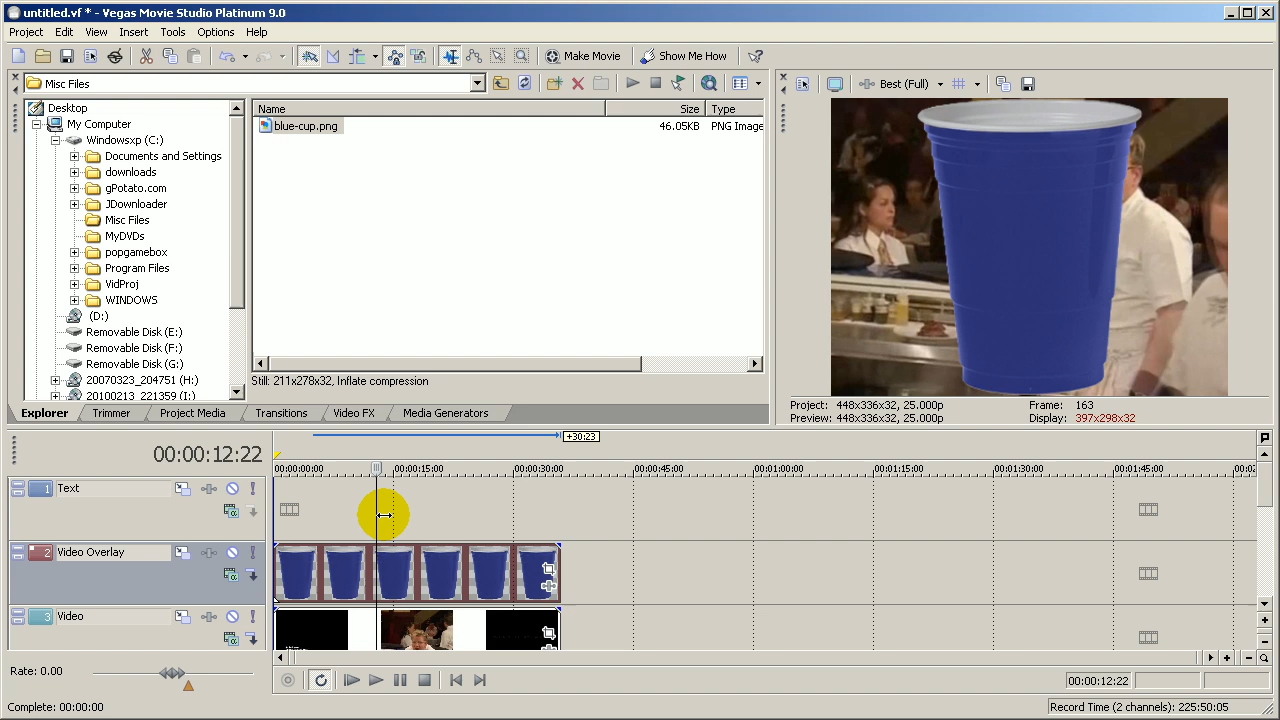 untitled.vf * - Vegas Movie Studio Platinum 9.0
Project Edit View Insert Tools Options Help
Make Movie Show Me How
Misc Files
Best (Full)
Desktop
My Computer
Windowsxp (C:)
Documents and Settings
downloads
gPotato.com
JDownloader
Misc Files
MyDVDs
popgamebox
Program Files
VidProj
WINDOWS
(D:)
Removable Disk (E:)
Removable Disk (F:)
Removable Disk (G:)
20070323_204751 (H:)
20100213_221359 (I:)
Name Size Type
blue-cup.png 46.05KB PNG Image
Still: 211x278x32, Inflate compression
Explorer Trimmer Project Media Transitions Video FX Media Generators
Project: 448x336x32, 25.000p Frame: 163
Preview: 448x336x32, 25.000p Display: 397x298x32
+30:23
00:00:12:22
00:00:00:00 00:00:15:00 00:00:30:00 00:00:45:00 00:01:00:00 00:01:15:00 00:01:30:00 00:01:45:00 00:0
1 Text
2 Video Overlay
3 Video
Rate: 0.00
00:00:12:22
Complete: 00:00:00
Record Time (2 channels): 225:50:05